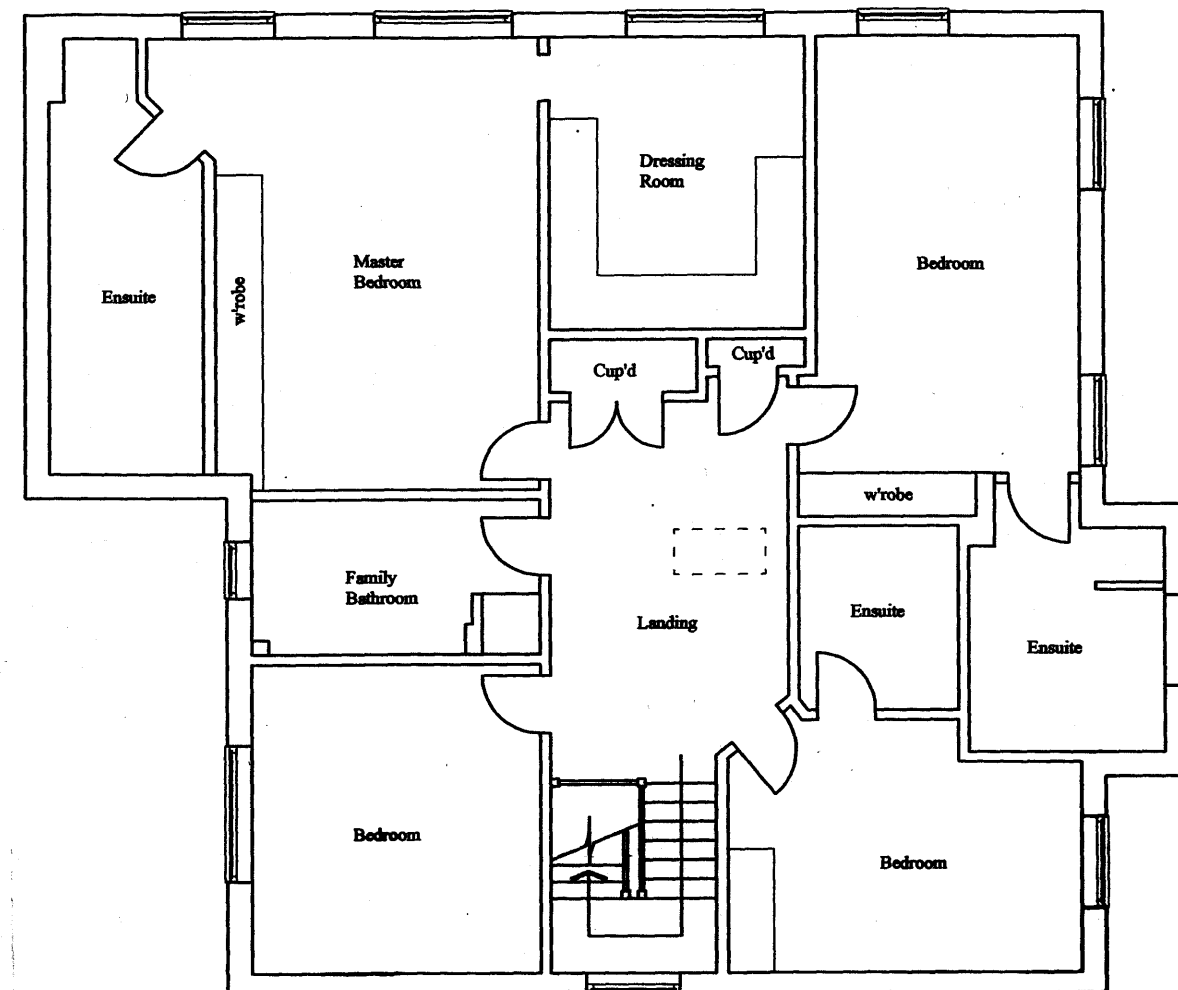 Dressing
Room
Master
Bedroom
Bedroom
Ensuite
w'robe
Cup'd
Cup'd
w'robe
Family
Bathroom
Ensuite
Landing
Ensuite
Bedroom
Bedroom